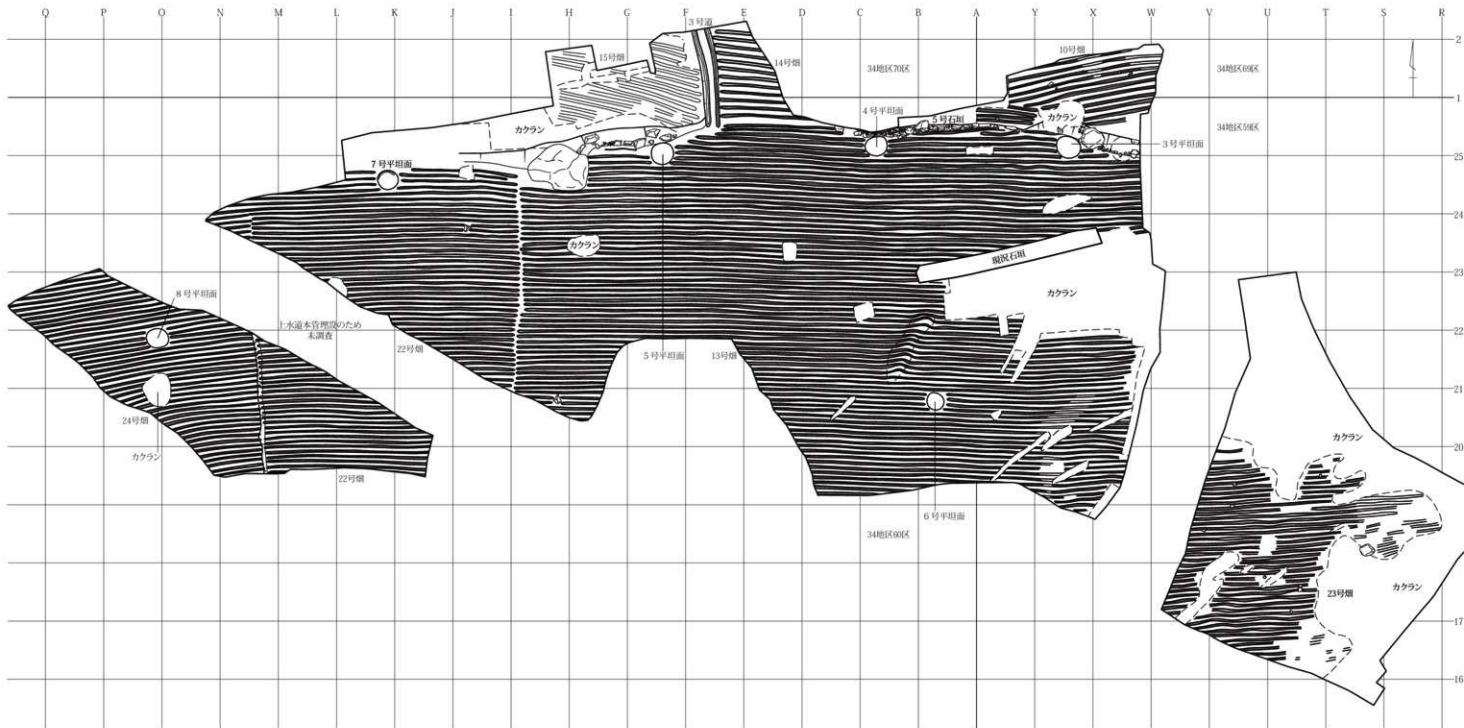 Q P O N M L K J I H G F E D C B A Y X W V U T S R
3号道
2
15号畑
14号畑
34地区70区
10号畑
34地区69区
1
カクラン
4号平坦面
5号石垣
カクラン
34地区59区
7号平坦面
3号平坦面
25
24
カクラン
現況石垣
23
8号平坦面
カクラン
上水道本管埋設のため
未調査
22号畑
22
5号平坦面
13号畑
21
24号畑
カクラン
カクラン
20
22号畑
6号平坦面
34地区60区
23号畑
カクラン
17
16